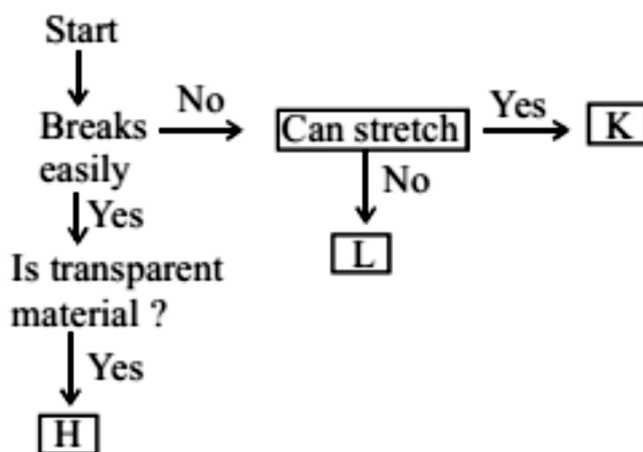 Start
No
Yes
Breaks
easily
Can stretch
K
Yes
No
Is transparent
material ?
L
Yes
H